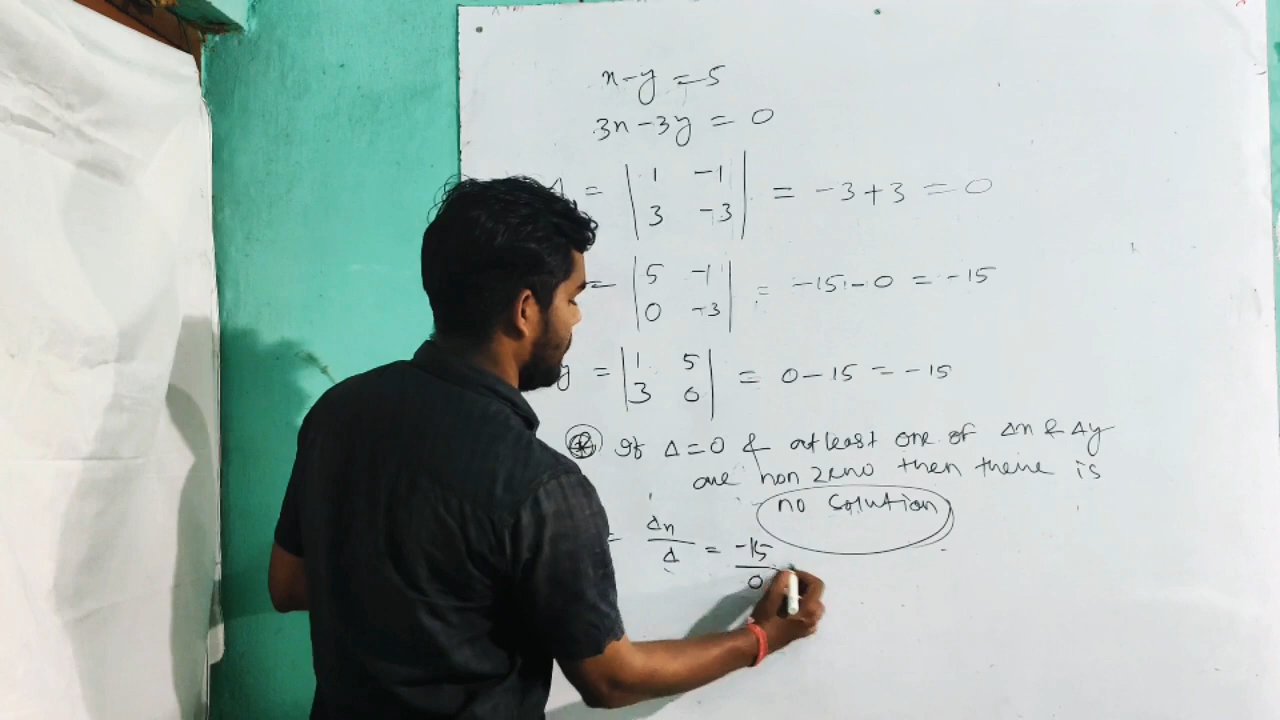 x - y = 5
3x - 3y = 0
Δ = | 1 -1 | = -3 + 3 = 0
| 3 -3 |
= | 5 -1 | = -15 - 0 = -15
| 0 -3 |
y = | 1 5 | = 0 - 15 = -15
| 3 0 |
* If Δ = 0 & atleast one of Δx & Δy
are non zero then there is
no solution
= Δx/Δ = -15/0